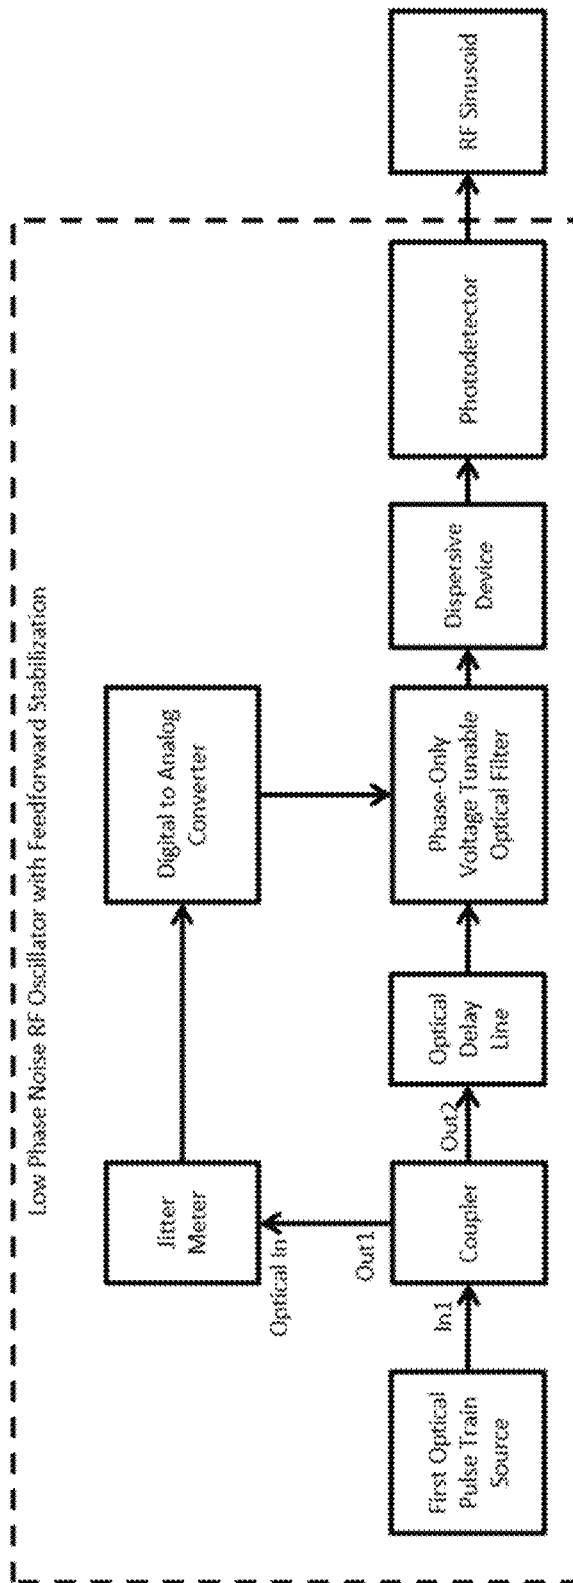 Low Phase Noise RF Oscillator with Feedforward Stabilization
Jitter
Meter
Digital to Analog
Converter
Optical In
Out1
First Optical
Pulse Train
Source
In1
Coupler
Out2
Optical
Delay
Line
Phase-Only
Voltage Tunable
Optical Filter
Dispersive
Device
Photodetector
RF Sinusoid